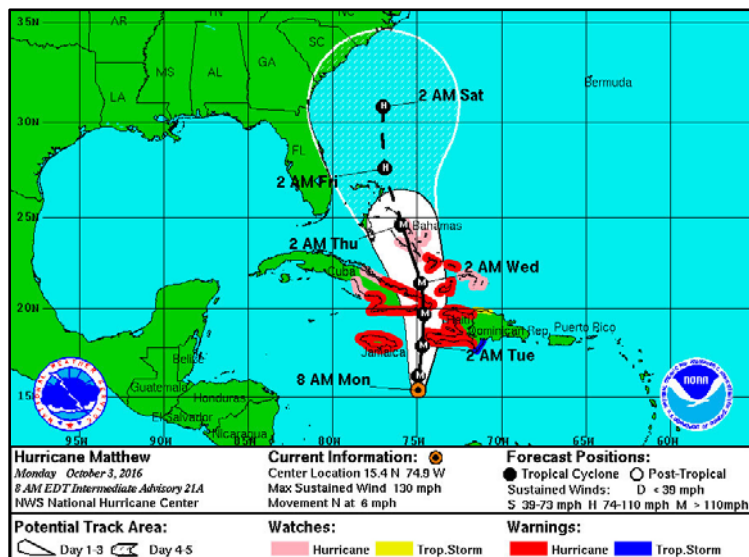 35N
AR
TN
NC
SC
MS
AL
GA
LA
2 AM Sat
Bermuda
30N
FL
2 AM Fri
25N
Bahamas
2 AM Thu
2 AM Wed
Cuba
20N
Haiti
Dominican Rep.
Puerto Rico
Jamaica
2 AM Tue
Belize
8 AM Mon
Guatemala
Honduras
15N
El Salvador
Nicaragua
95W 90W 85W 80W 75W 70W 65W 60W
H
H
M
M
M
M
M
NATIONAL WEATHER SERVICE
NOAA
Hurricane Matthew
Monday October 3, 2016
8 AM EDT Intermediate Advisory 21A
NWS National Hurricane Center
Current Information:
Center Location 15.4 N 74.9 W
Max Sustained Wind 130 mph
Movement N at 6 mph
Forecast Positions:
Tropical Cyclone Post-Tropical
Sustained Winds: D < 39 mph
S 39-73 mph H 74-110 mph M > 110mph
Potential Track Area:
Day 1-3 Day 4-5
Watches:
Hurricane Trop.Storm
Warnings:
Hurricane Trop.Storm